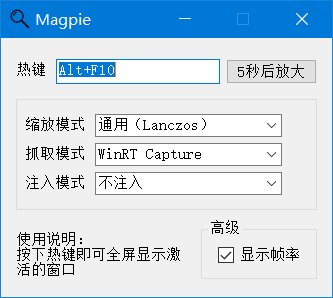 Magpie
热键 Alt+F10 5秒后放大
缩放模式 通用（Lanczos）
抓取模式 WinRT Capture
注入模式 不注入
使用说明：
按下热键即可全屏显示激
活的窗口
高级
显示帧率